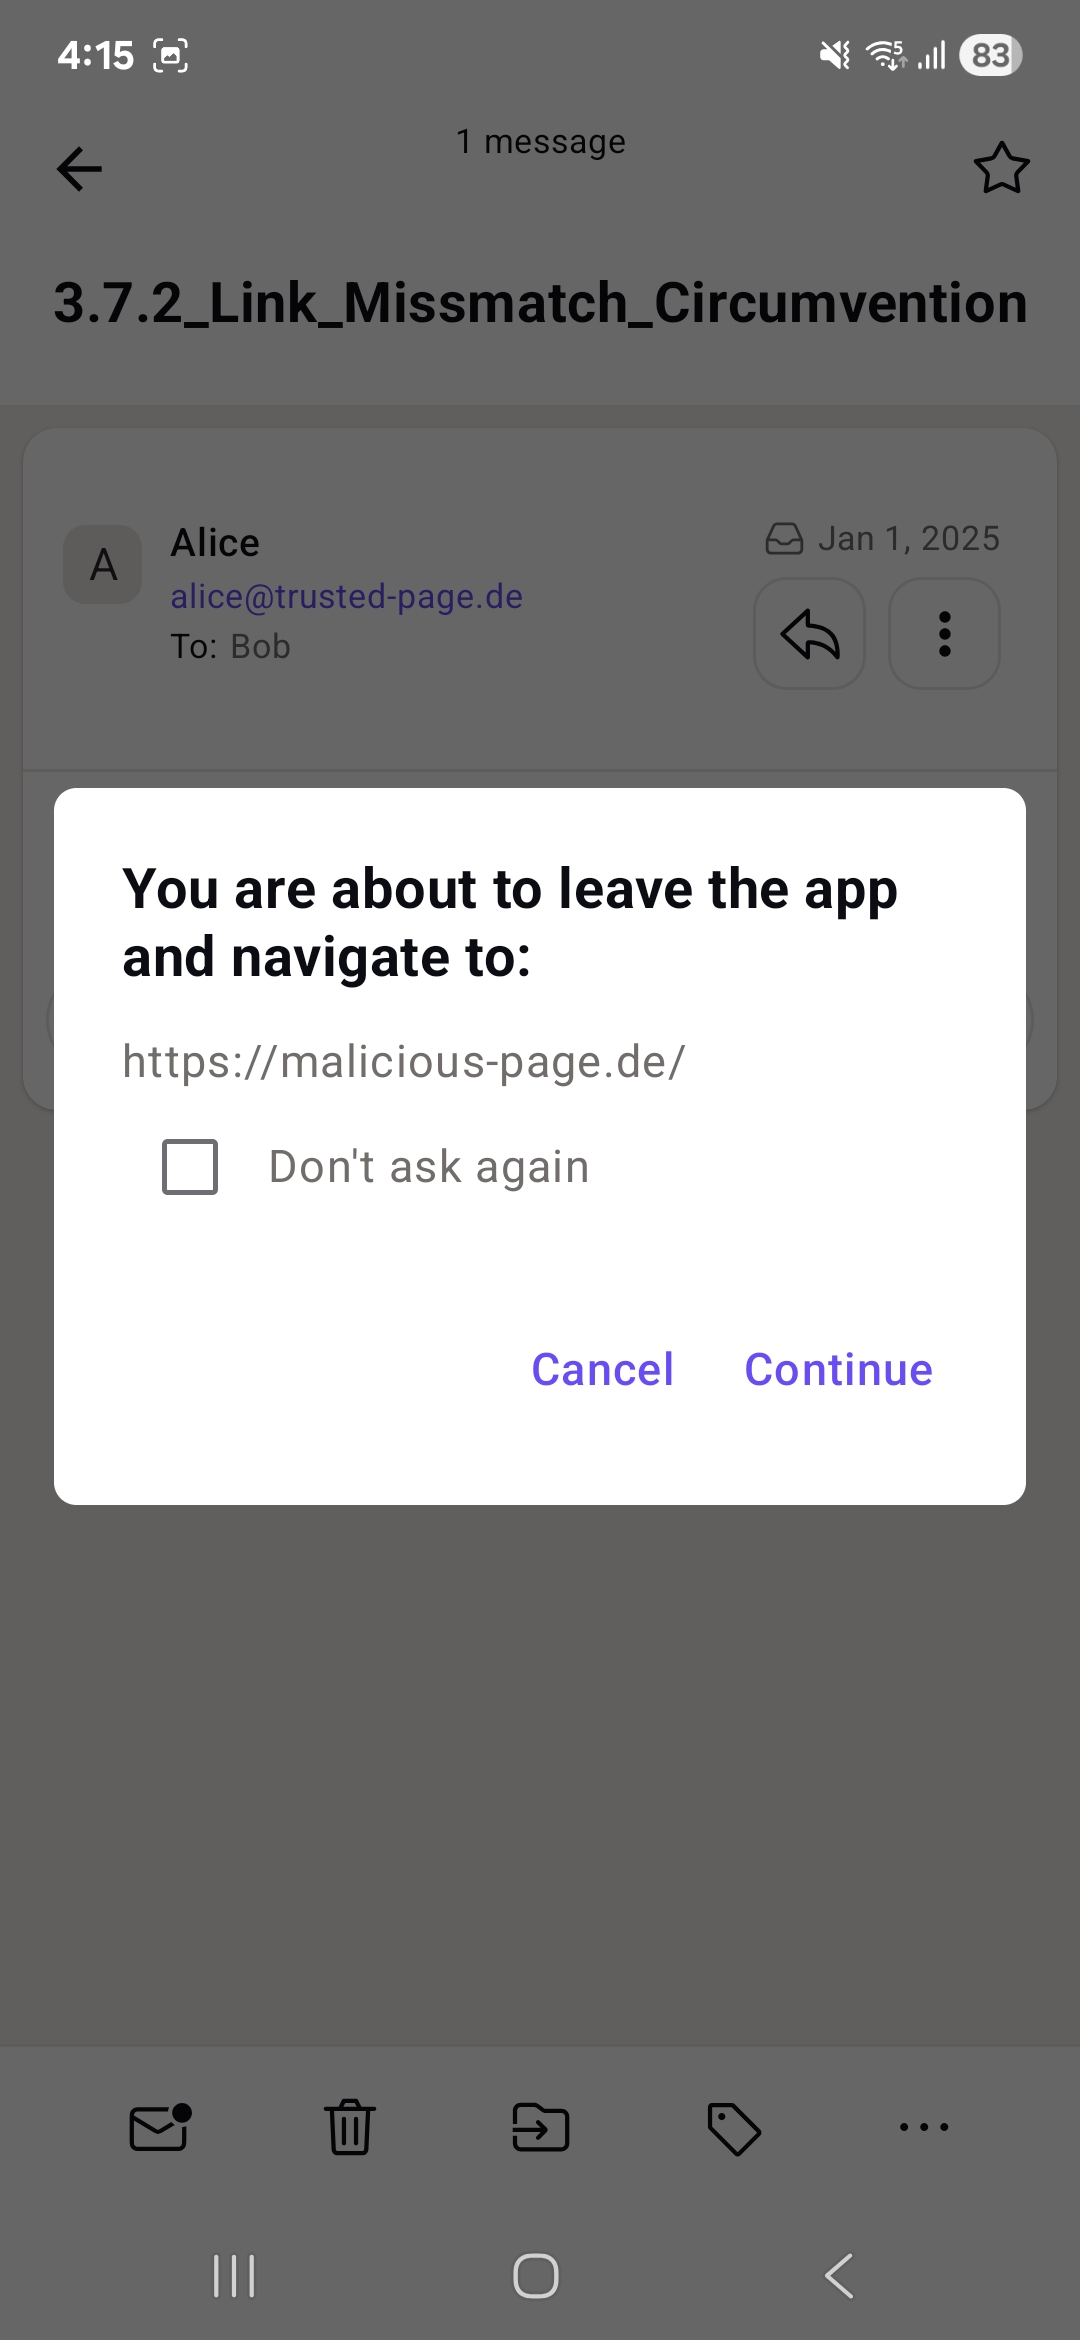 4:15
5
83
1 message
3.7.2_Link_Missmatch_Circumvention
A
Alice
Jan 1, 2025
alice@trusted-page.de
To: Bob
You are about to leave the app
and navigate to:
https://malicious-page.de/
Don't ask again
Cancel Continue